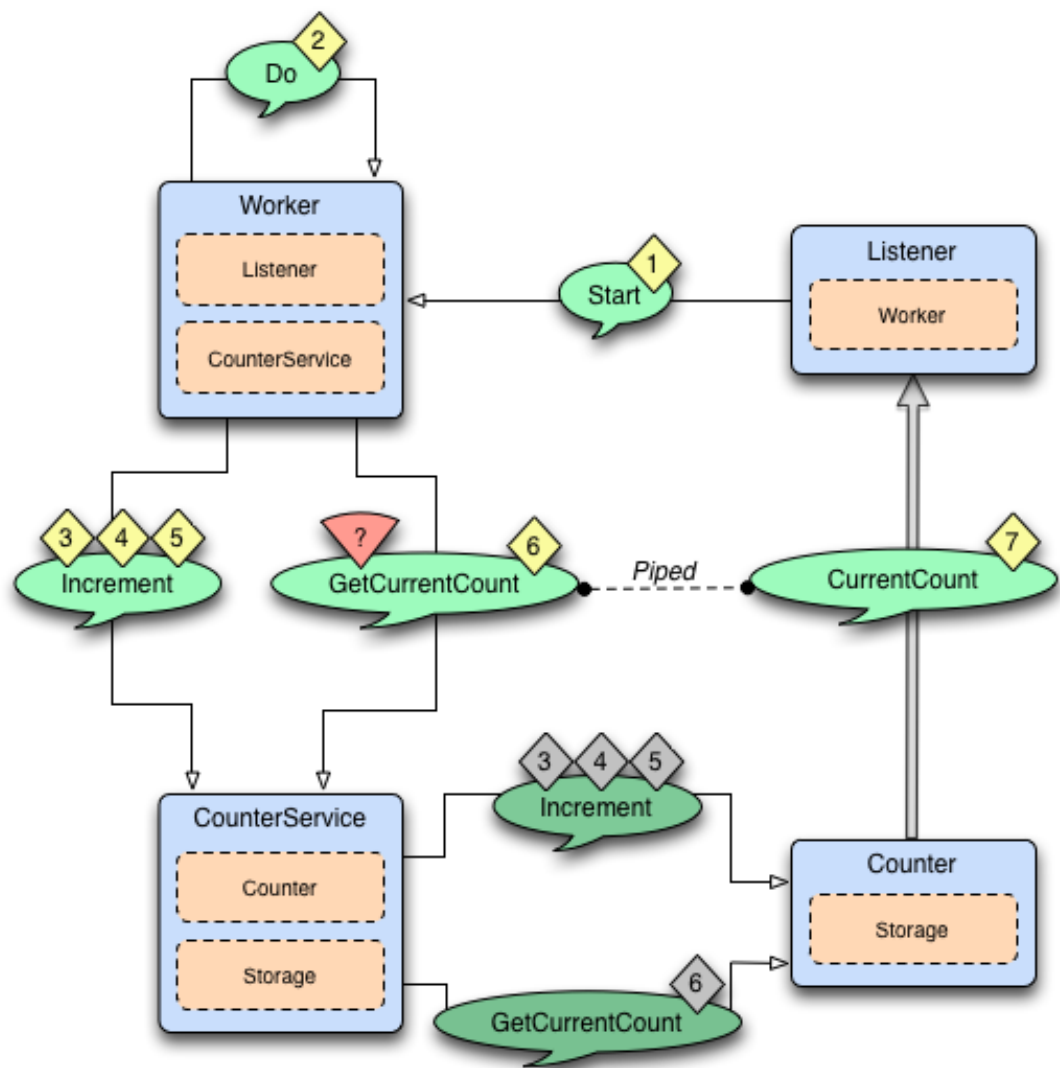 2
Do
Worker
Listener
CounterService
1
Start
Listener
Worker
3 4 5
Increment
?
6
GetCurrentCount
Piped
7
CurrentCount
3 4 5
Increment
CounterService
Counter
Storage
Counter
Storage
6
GetCurrentCount